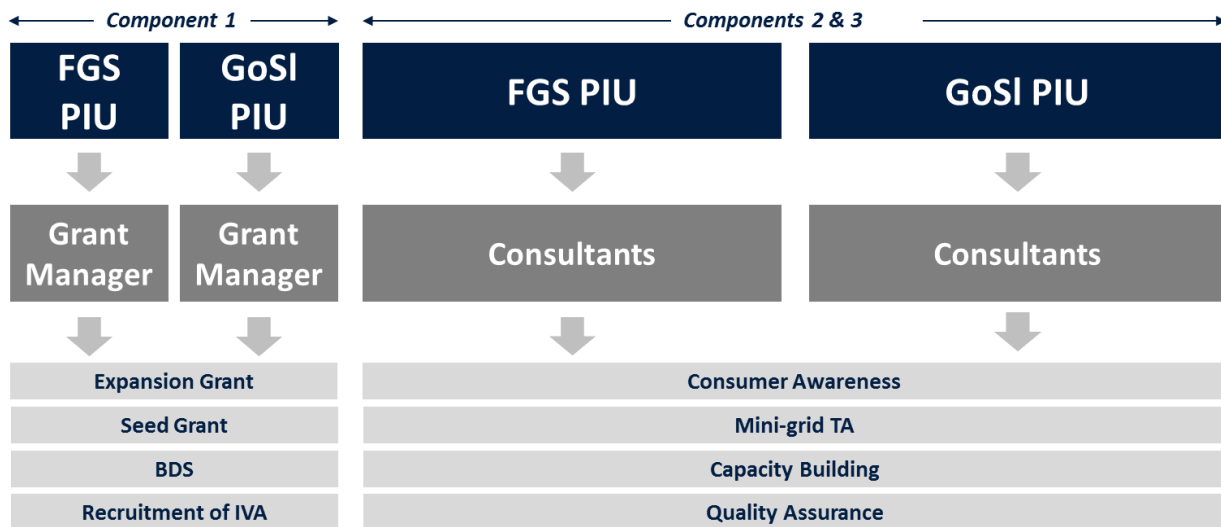 Component 1
Components 2 & 3
FGS
PIU
GoSl
PIU
FGS PIU
GoSl PIU
Grant
Manager
Grant
Manager
Consultants
Consultants
Expansion Grant
Consumer Awareness
Seed Grant
Mini-grid TA
BDS
Capacity Building
Recruitment of IVA
Quality Assurance